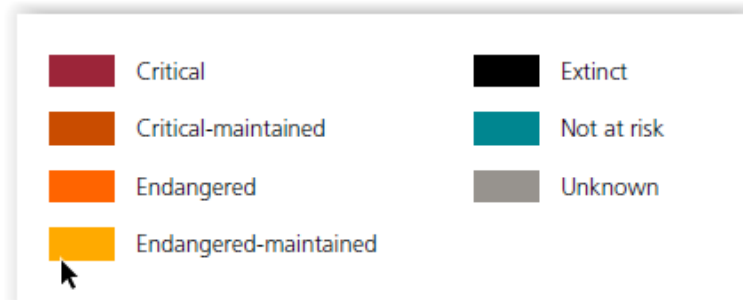 Critical
Critical-maintained
Endangered
Endangered-maintained
Extinct
Not at risk
Unknown